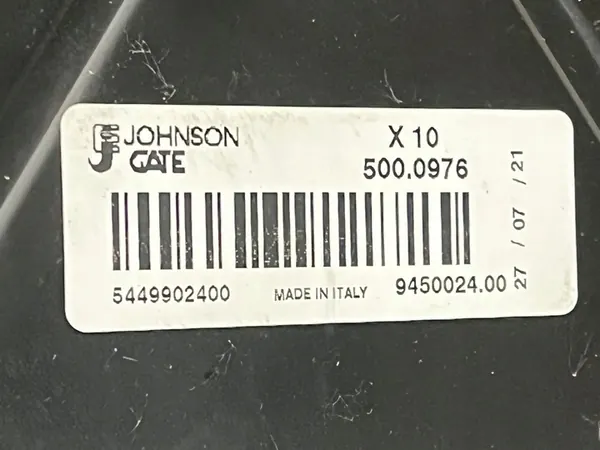 JOHNSON
GATE
X 10
500.0976
5449902400
MADE IN ITALY
9450024.00
27 / 07 / 21